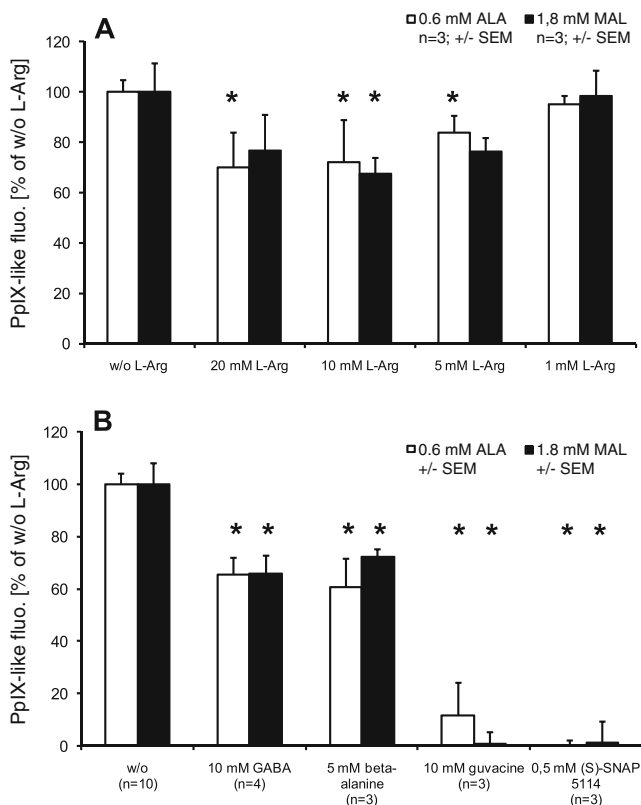 A
0.6 mM ALA 1,8 mM MAL
n=3; +/- SEM n=3; +/- SEM
PpIX-like fluo. [% of w/o L-Arg]
120
100
80
60
40
20
0
* * * *
w/o L-Arg 20 mM L-Arg 10 mM L-Arg 5 mM L-Arg 1 mM L-Arg
B
0.6 mM ALA 1.8 mM MAL
+/- SEM +/- SEM
PpIX-like fluo. [% of w/o L-Arg]
120
100
80
60
40
20
0
* * * * * * * *
w/o 10 mM GABA 5 mM beta- 10 mM guvacine 0,5 mM (S)-SNAP
(n=10) (n=4) alanine (n=3) 5114
(n=3) (n=3)